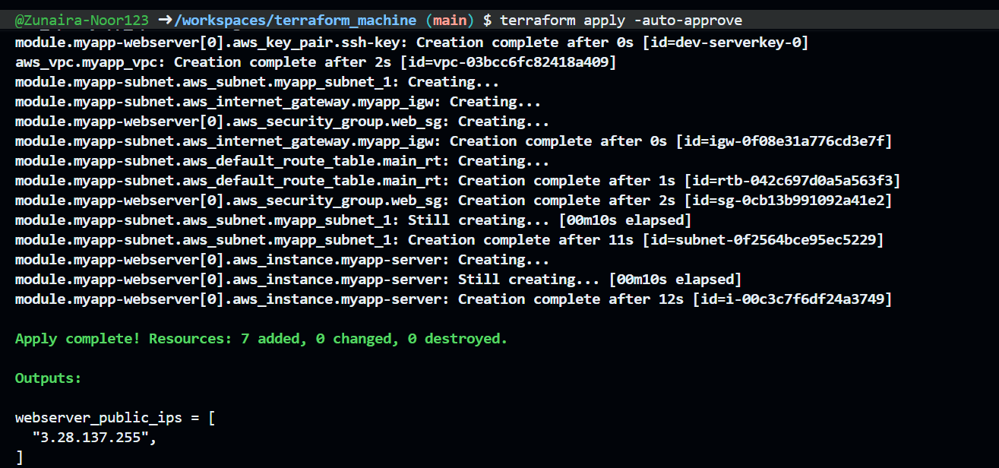 @Zunaira-Noor123 ➜/workspaces/terraform_machine (main) $ terraform apply -auto-approve
module.myapp-webserver[0].aws_key_pair.ssh-key: Creation complete after 0s [id=dev-serverkey-0]
aws_vpc.myapp_vpc: Creation complete after 2s [id=vpc-03bcc6fc82418a409]
module.myapp-subnet.aws_subnet.myapp_subnet_1: Creating...
module.myapp-subnet.aws_internet_gateway.myapp_igw: Creating...
module.myapp-webserver[0].aws_security_group.web_sg: Creating...
module.myapp-subnet.aws_internet_gateway.myapp_igw: Creation complete after 0s [id=igw-0f08e31a776cd3e7f]
module.myapp-subnet.aws_default_route_table.main_rt: Creating...
module.myapp-subnet.aws_default_route_table.main_rt: Creation complete after 1s [id=rtb-042c697d0a5a563f3]
module.myapp-webserver[0].aws_security_group.web_sg: Creation complete after 2s [id=sg-0cb13b991092a41e2]
module.myapp-subnet.aws_subnet.myapp_subnet_1: Still creating... [00m10s elapsed]
module.myapp-subnet.aws_subnet.myapp_subnet_1: Creation complete after 11s [id=subnet-0f2564bce95ec5229]
module.myapp-webserver[0].aws_instance.myapp-server: Creating...
module.myapp-webserver[0].aws_instance.myapp-server: Still creating... [00m10s elapsed]
module.myapp-webserver[0].aws_instance.myapp-server: Creation complete after 12s [id=i-00c3c7f6df24a3749]
Apply complete! Resources: 7 added, 0 changed, 0 destroyed.
Outputs:
webserver_public_ips = [
"3.28.137.255",
]